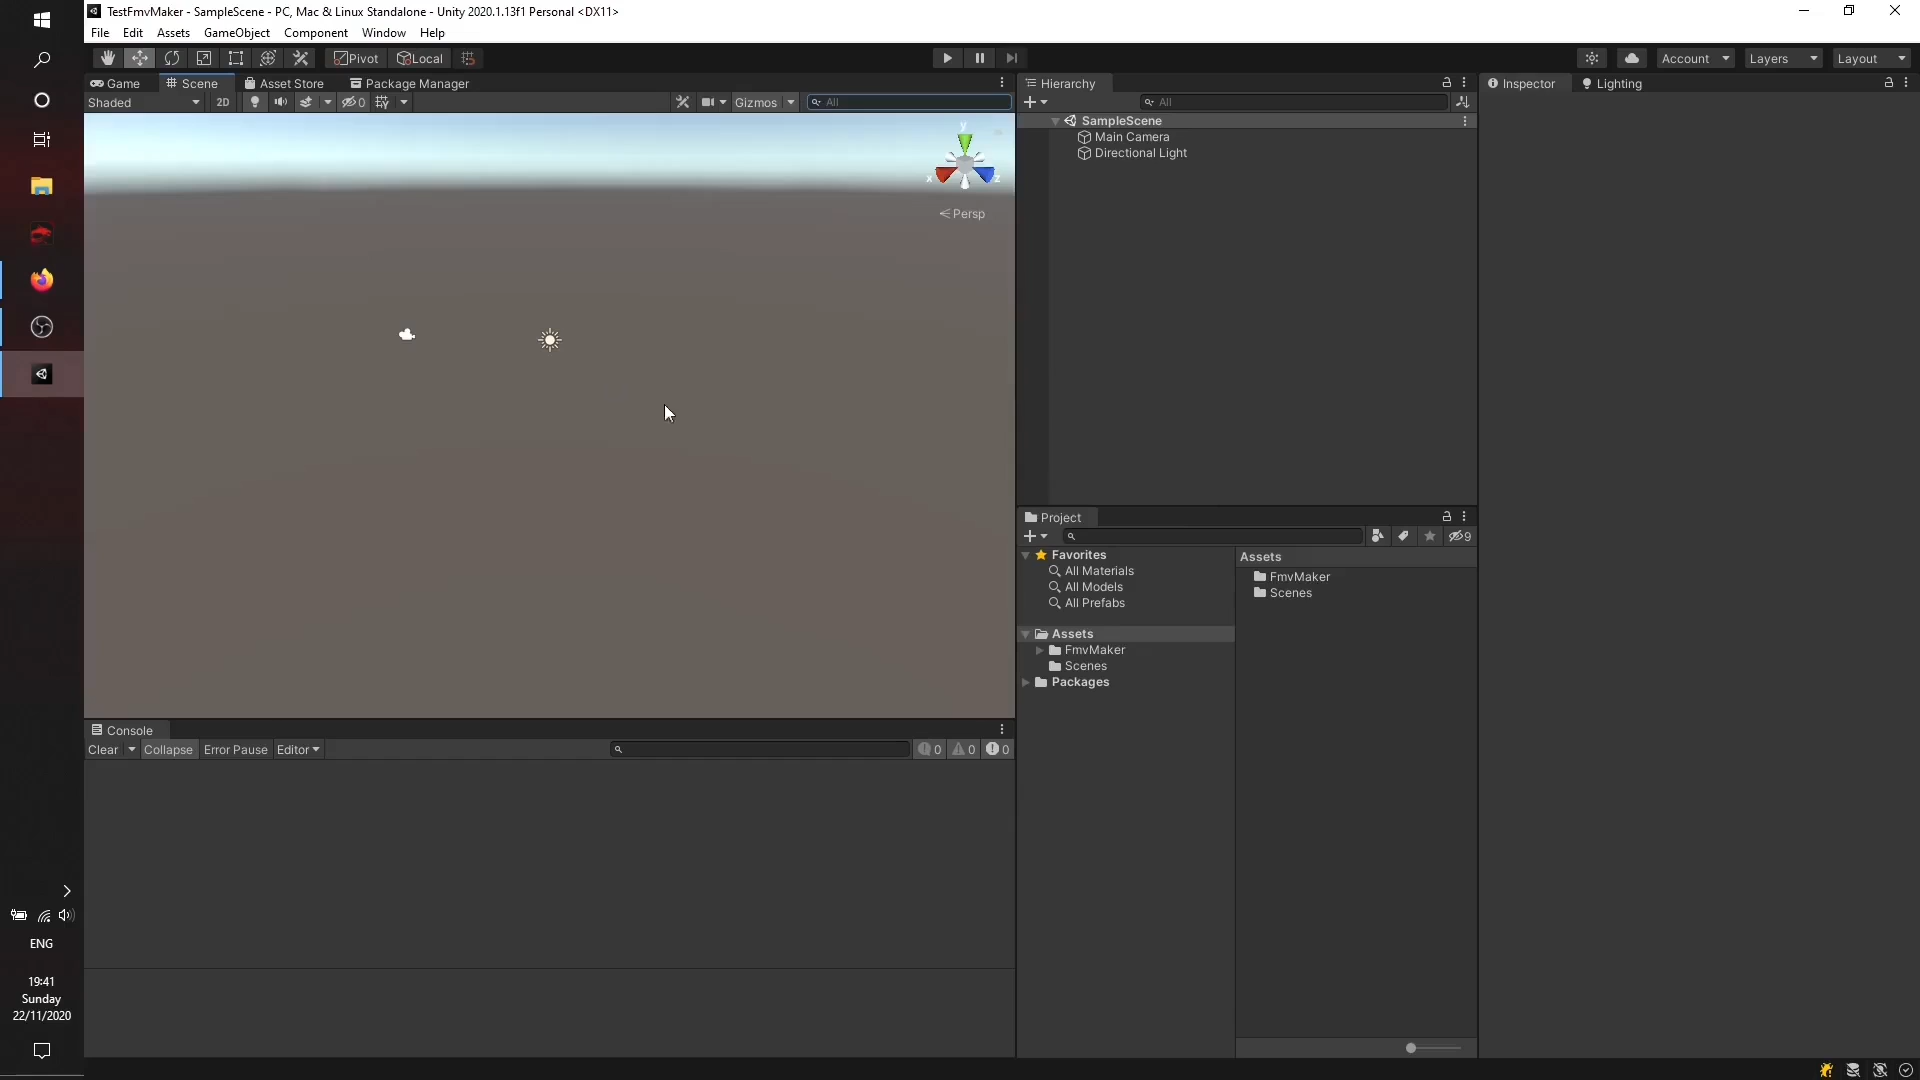 TestFmvMaker - SampleScene - PC, Mac & Linux Standalone - Unity 2020.1.13f1 Personal <DX11>
File Edit Assets GameObject Component Window Help
Pivot Local Account Layers Layout
Game Scene Asset Store Package Manager
Shaded 2D 0 Gizmos All
y
x z
Persp
Hierarchy
All
SampleScene
Main Camera
Directional Light
Inspector Lighting
Project
9
Favorites
All Materials
All Models
All Prefabs
Assets
FmvMaker
Scenes
Packages
Assets
FmvMaker
Scenes
Console
Clear Collapse Error Pause Editor 0 0 0
ENG
19:41
Sunday
22/11/2020